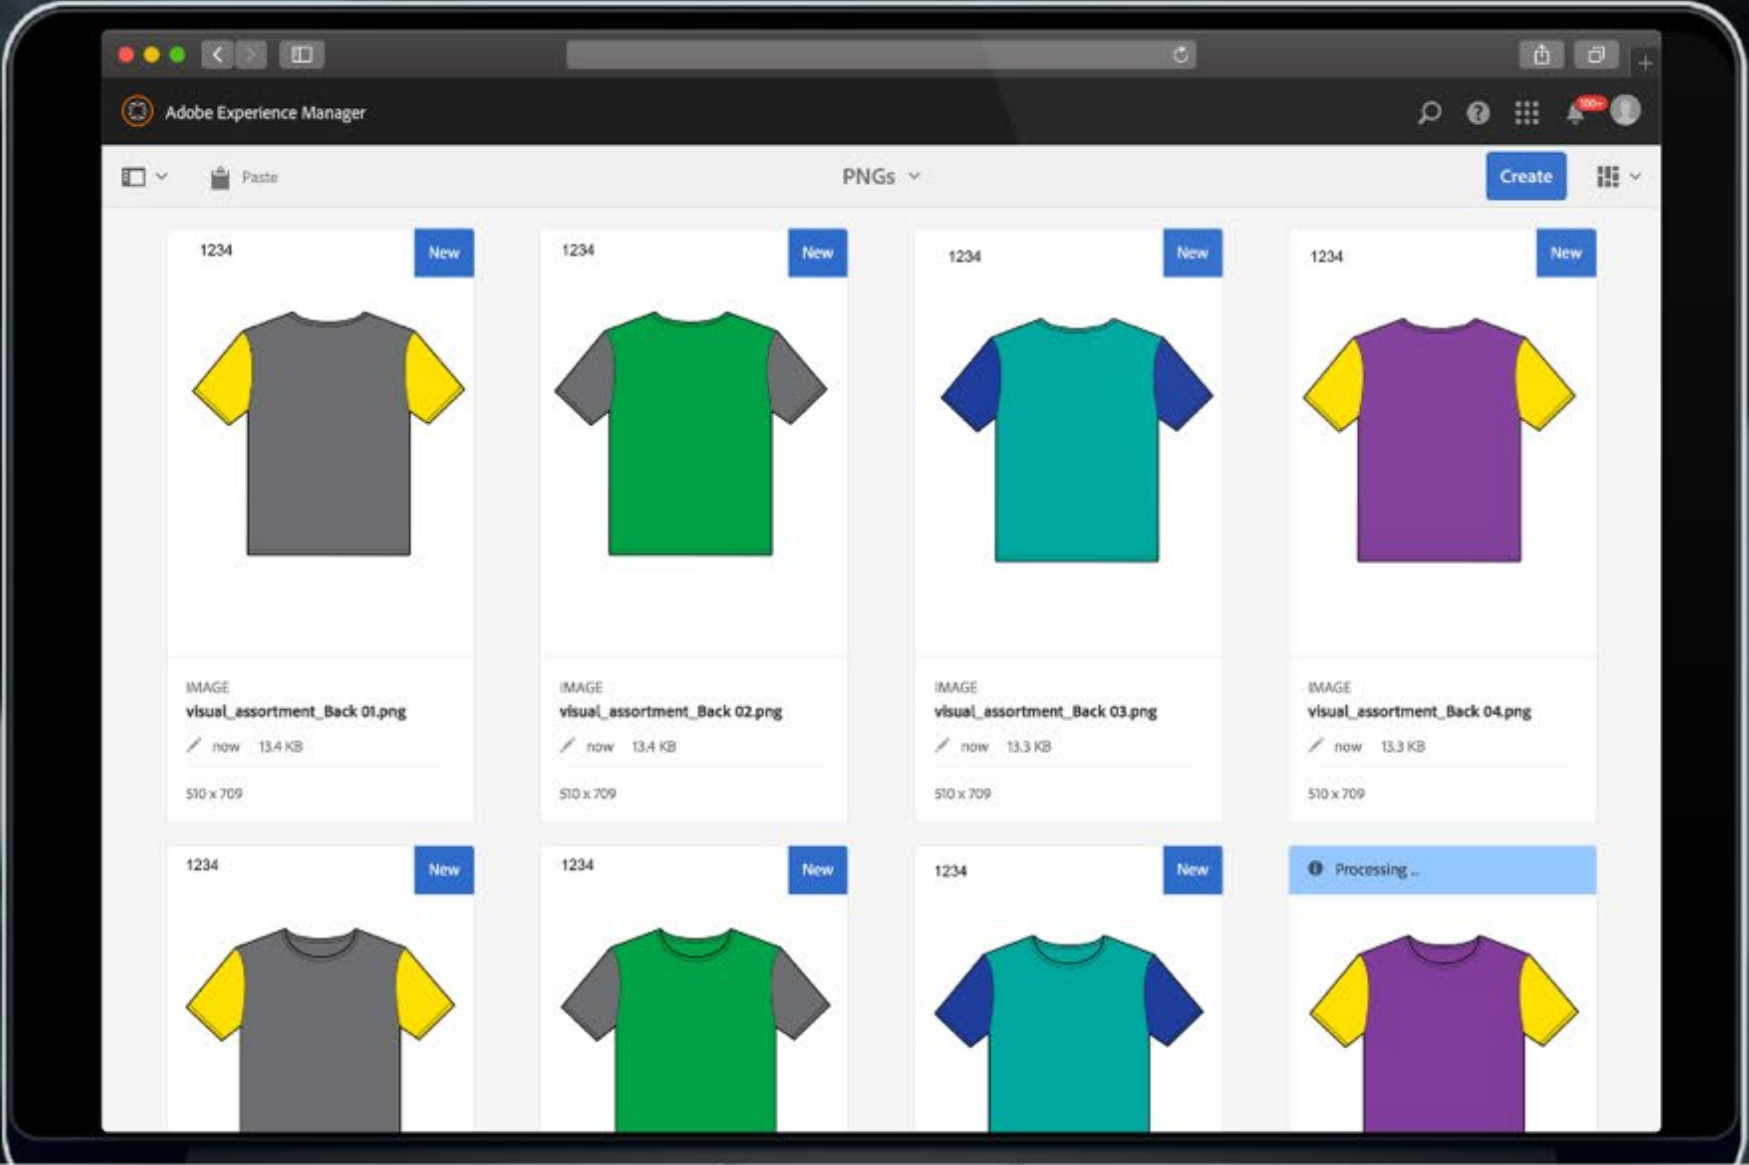 Adobe Experience Manager
100+
Paste
PNGs
Create
1234
New
1234
New
1234
New
1234
New
IMAGE
visual_assortment_Back 01.png
now 13.4 KB
510 x 709
IMAGE
visual_assortment_Back 02.png
now 13.4 KB
510 x 709
IMAGE
visual_assortment_Back 03.png
now 13.3 KB
510 x 709
IMAGE
visual_assortment_Back 04.png
now 13.3 KB
510 x 709
1234
New
1234
New
1234
New
Processing ...